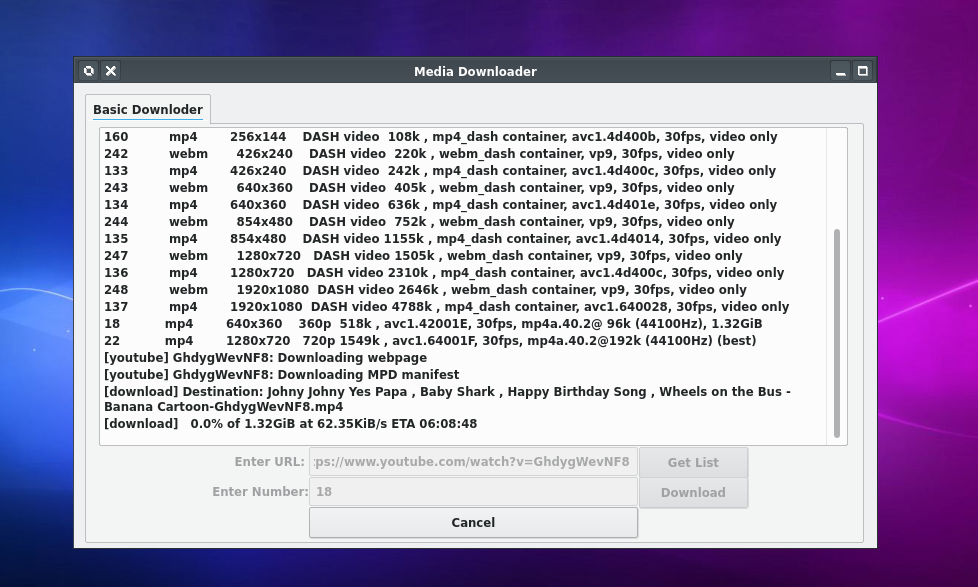 Media Downloader
Basic Downloder
160 mp4 256x144 DASH video 108k , mp4_dash container, avc1.4d400b, 30fps, video only
242 webm 426x240 DASH video 220k , webm_dash container, vp9, 30fps, video only
133 mp4 426x240 DASH video 242k , mp4_dash container, avc1.4d400c, 30fps, video only
243 webm 640x360 DASH video 405k , webm_dash container, vp9, 30fps, video only
134 mp4 640x360 DASH video 636k , mp4_dash container, avc1.4d401e, 30fps, video only
244 webm 854x480 DASH video 752k , webm_dash container, vp9, 30fps, video only
135 mp4 854x480 DASH video 1155k , mp4_dash container, avc1.4d4014, 30fps, video only
247 webm 1280x720 DASH video 1505k , webm_dash container, vp9, 30fps, video only
136 mp4 1280x720 DASH video 2310k , mp4_dash container, avc1.4d400c, 30fps, video only
248 webm 1920x1080 DASH video 2646k , webm_dash container, vp9, 30fps, video only
137 mp4 1920x1080 DASH video 4788k , mp4_dash container, avc1.640028, 30fps, video only
18 mp4 640x360 360p 518k , avc1.42001E, 30fps, mp4a.40.2@ 96k (44100Hz), 1.32GiB
22 mp4 1280x720 720p 1549k , avc1.64001F, 30fps, mp4a.40.2@192k (44100Hz) (best)
[youtube] GhdygWevNF8: Downloading webpage
[youtube] GhdygWevNF8: Downloading MPD manifest
[download] Destination: Johny Johny Yes Papa , Baby Shark , Happy Birthday Song , Wheels on the Bus -
Banana Cartoon-GhdygWevNF8.mp4
[download] 0.0% of 1.32GiB at 62.35KiB/s ETA 06:08:48
Enter URL: ps://www.youtube.com/watch?v=GhdygWevNF8 Get List
Enter Number: 18 Download
Cancel